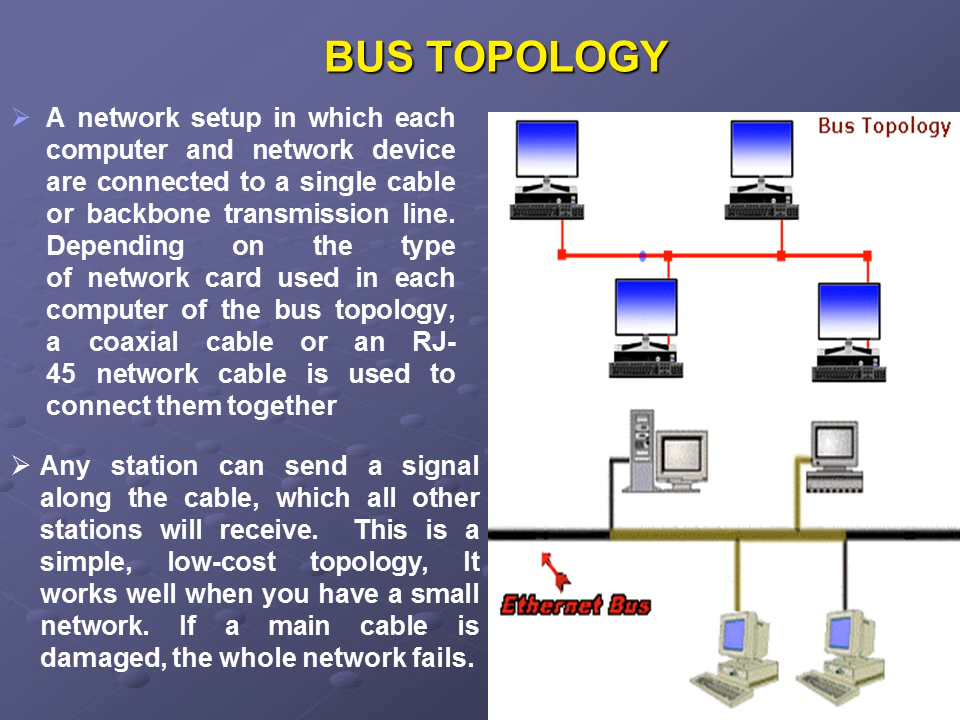 BUS TOPOLOGY
A network setup in which each
computer and network device
are connected to a single cable
or backbone transmission line.
Depending on the type
of network card used in each
computer of the bus topology,
a coaxial cable or an RJ-
45 network cable is used to
connect them together
Any station can send a signal
along the cable, which all other
stations will receive. This is a
simple, low-cost topology, It
works well when you have a small
network. If a main cable is
damaged, the whole network fails.
Bus Topology
Ethernet Bus